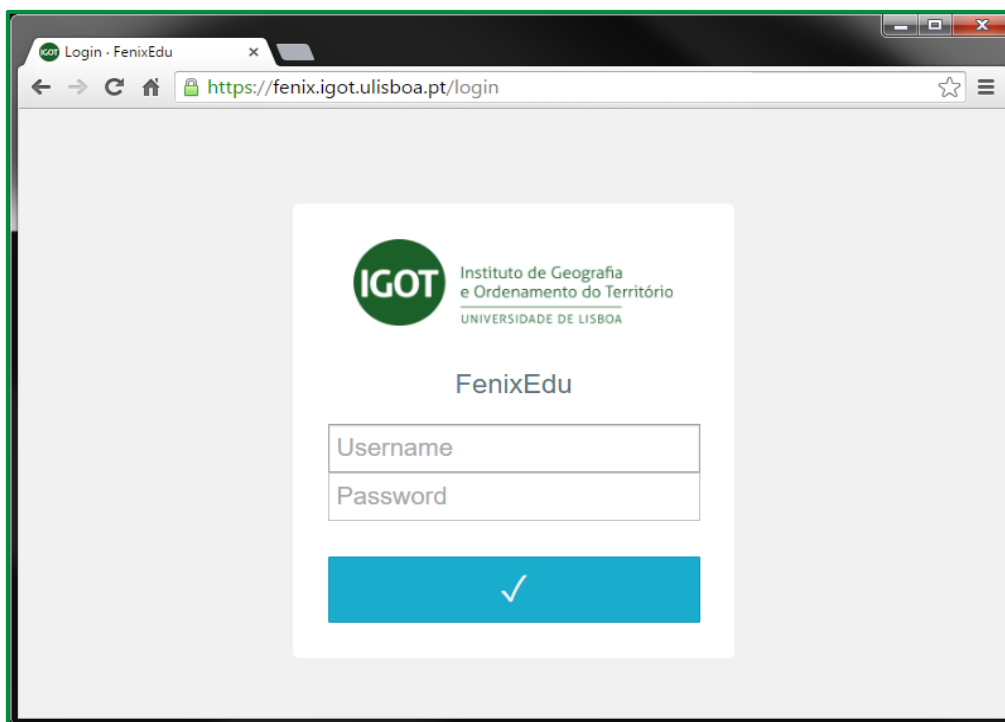 Login · FenixEdu
https://fenix.igot.ulisboa.pt/login
IGOT
Instituto de Geografia
e Ordenamento do Território
UNIVERSIDADE DE LISBOA
FenixEdu
Username
Password